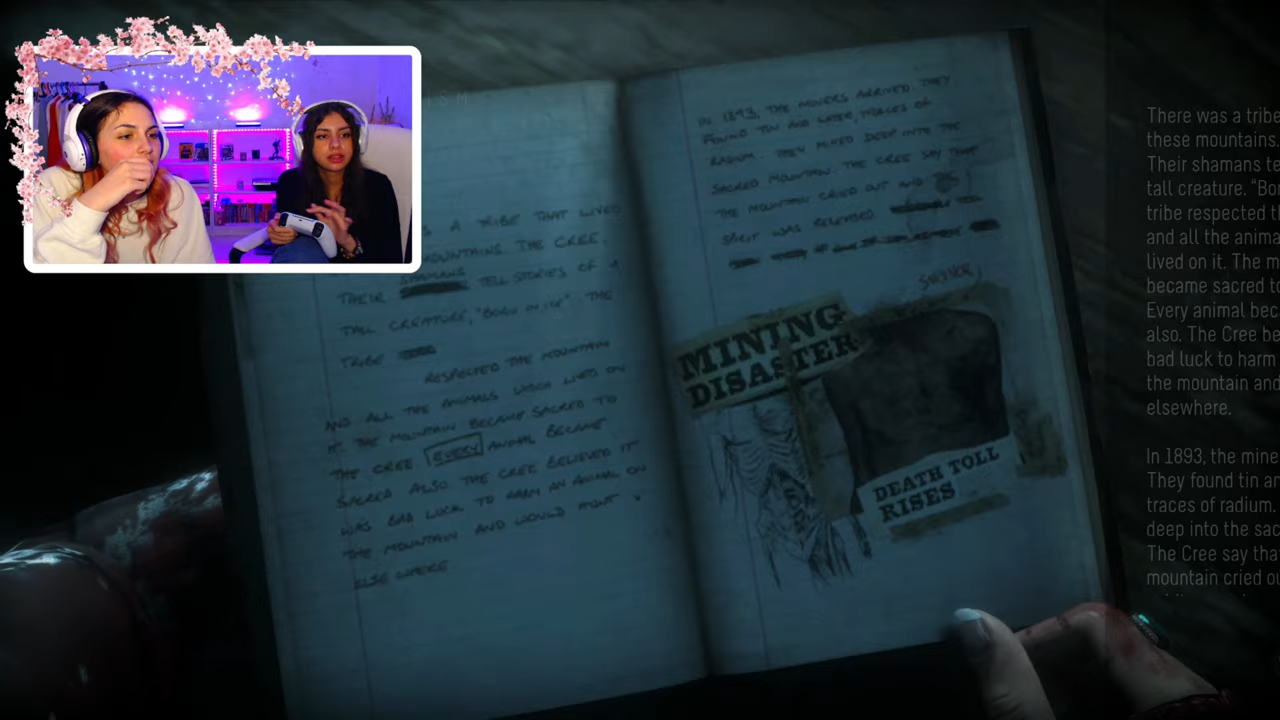 ISM
A TRIBE THAT LIVED
MOUNTAINS. THE CREE.
THEIR SHAMANS TELL STORIES OF A
TALL CREATURE, "BORN IN ICE". THE
TRIBE
RESPECTED THE MOUNTAIN
AND ALL THE ANIMALS WHICH LIVED ON
IT. THE MOUNTAIN BECAME SACRED TO
THE CREE EVERY ANIMAL BECAME
SACRED ALSO. THE CREE BELIEVED IT
WAS BAD LUCK TO HARM AN ANIMAL ON
THE MOUNTAIN AND WOULD HUNT
ELSEWHERE
IN 1893, THE MINERS ARRIVED. THEY
FOUND TIN AND LATER, TRACES OF
RADIUM. THEY MINED DEEP INTO THE
SACRED MOUNTAIN. THE CREE SAY THAT
THE MOUNTAIN CRIED OUT AND
SPIRIT WAS RELEASED
SURVIVOR
MINING
DISASTER
DEATH TOLL
RISES
There was a tribe
these mountains.
Their shamans te
tall creature. "Bo
tribe respected t
and all the anima
lived on it. The m
became sacred to
Every animal bec
also. The Cree be
bad luck to harm
the mountain and
elsewhere.
In 1893, the mine
They found tin an
traces of radium.
deep into the sac
The Cree say tha
mountain cried ou